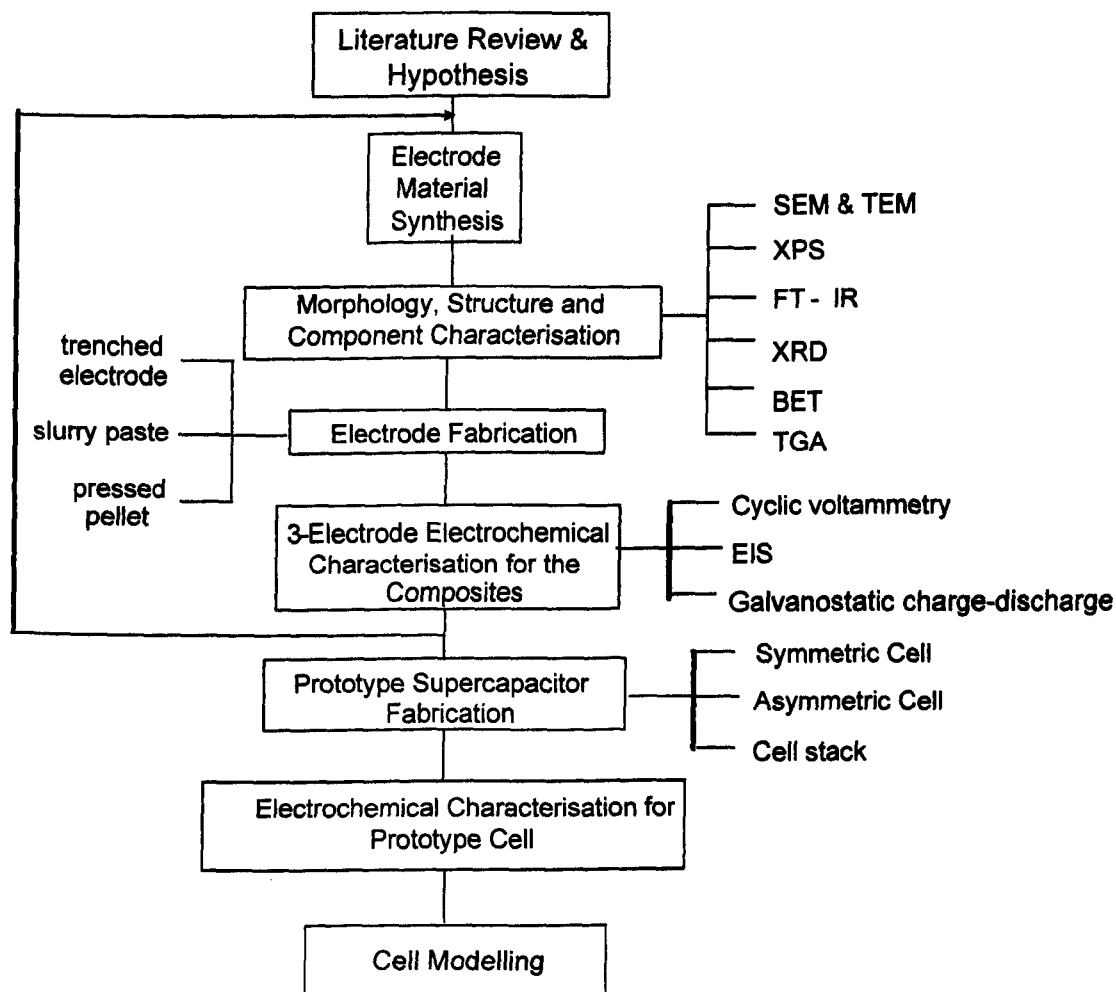 Literature Review &
Hypothesis
Electrode
Material
Synthesis
SEM & TEM
XPS
FT - IR
XRD
BET
TGA
Morphology, Structure and
Component Characterisation
trenched
electrode
slurry paste
pressed
pellet
Electrode Fabrication
3-Electrode Electrochemical
Characterisation for the
Composites
Cyclic voltammetry
EIS
Galvanostatic charge-discharge
Prototype Supercapacitor
Fabrication
Symmetric Cell
Asymmetric Cell
Cell stack
Electrochemical Characterisation for
Prototype Cell
Cell Modelling